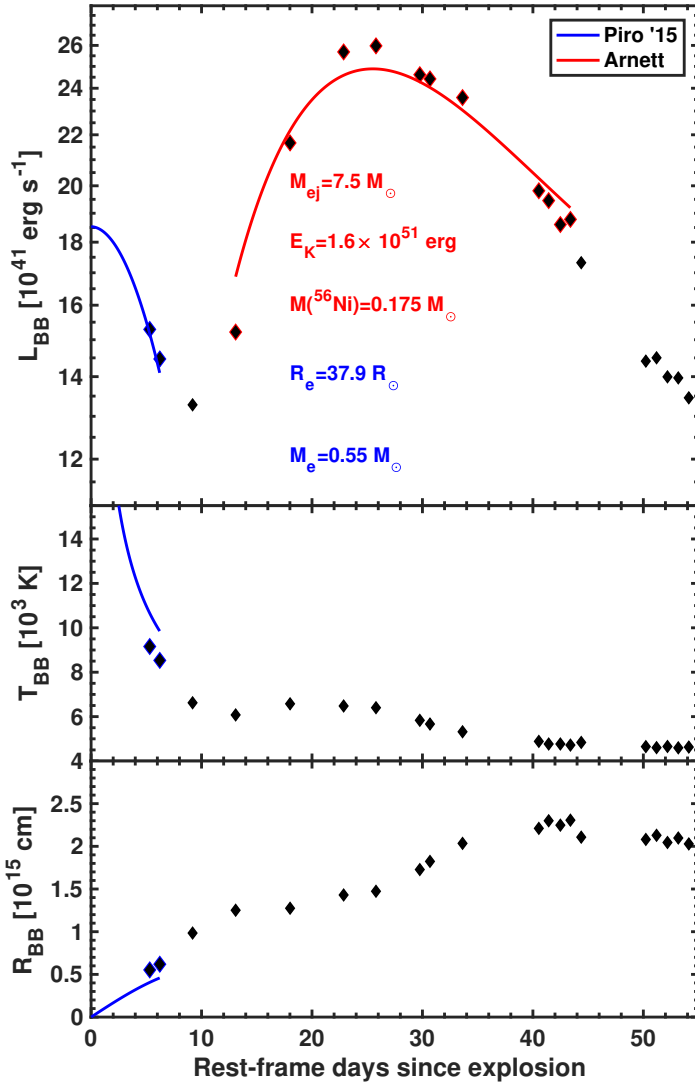 Piro '15
Arnett
26
24
22
20
18
16
14
12
L_BB [10^41 erg s^-1]
M_ej=7.5 M_⊙
E_K=1.6× 10^51 erg
M(^56Ni)=0.175 M_⊙
R_e=37.9 R_⊙
M_e=0.55 M_⊙
14
12
10
8
6
4
T_BB [10^3 K]
2.5
2
1.5
1
0.5
0
R_BB [10^15 cm]
0 10 20 30 40 50
Rest-frame days since explosion